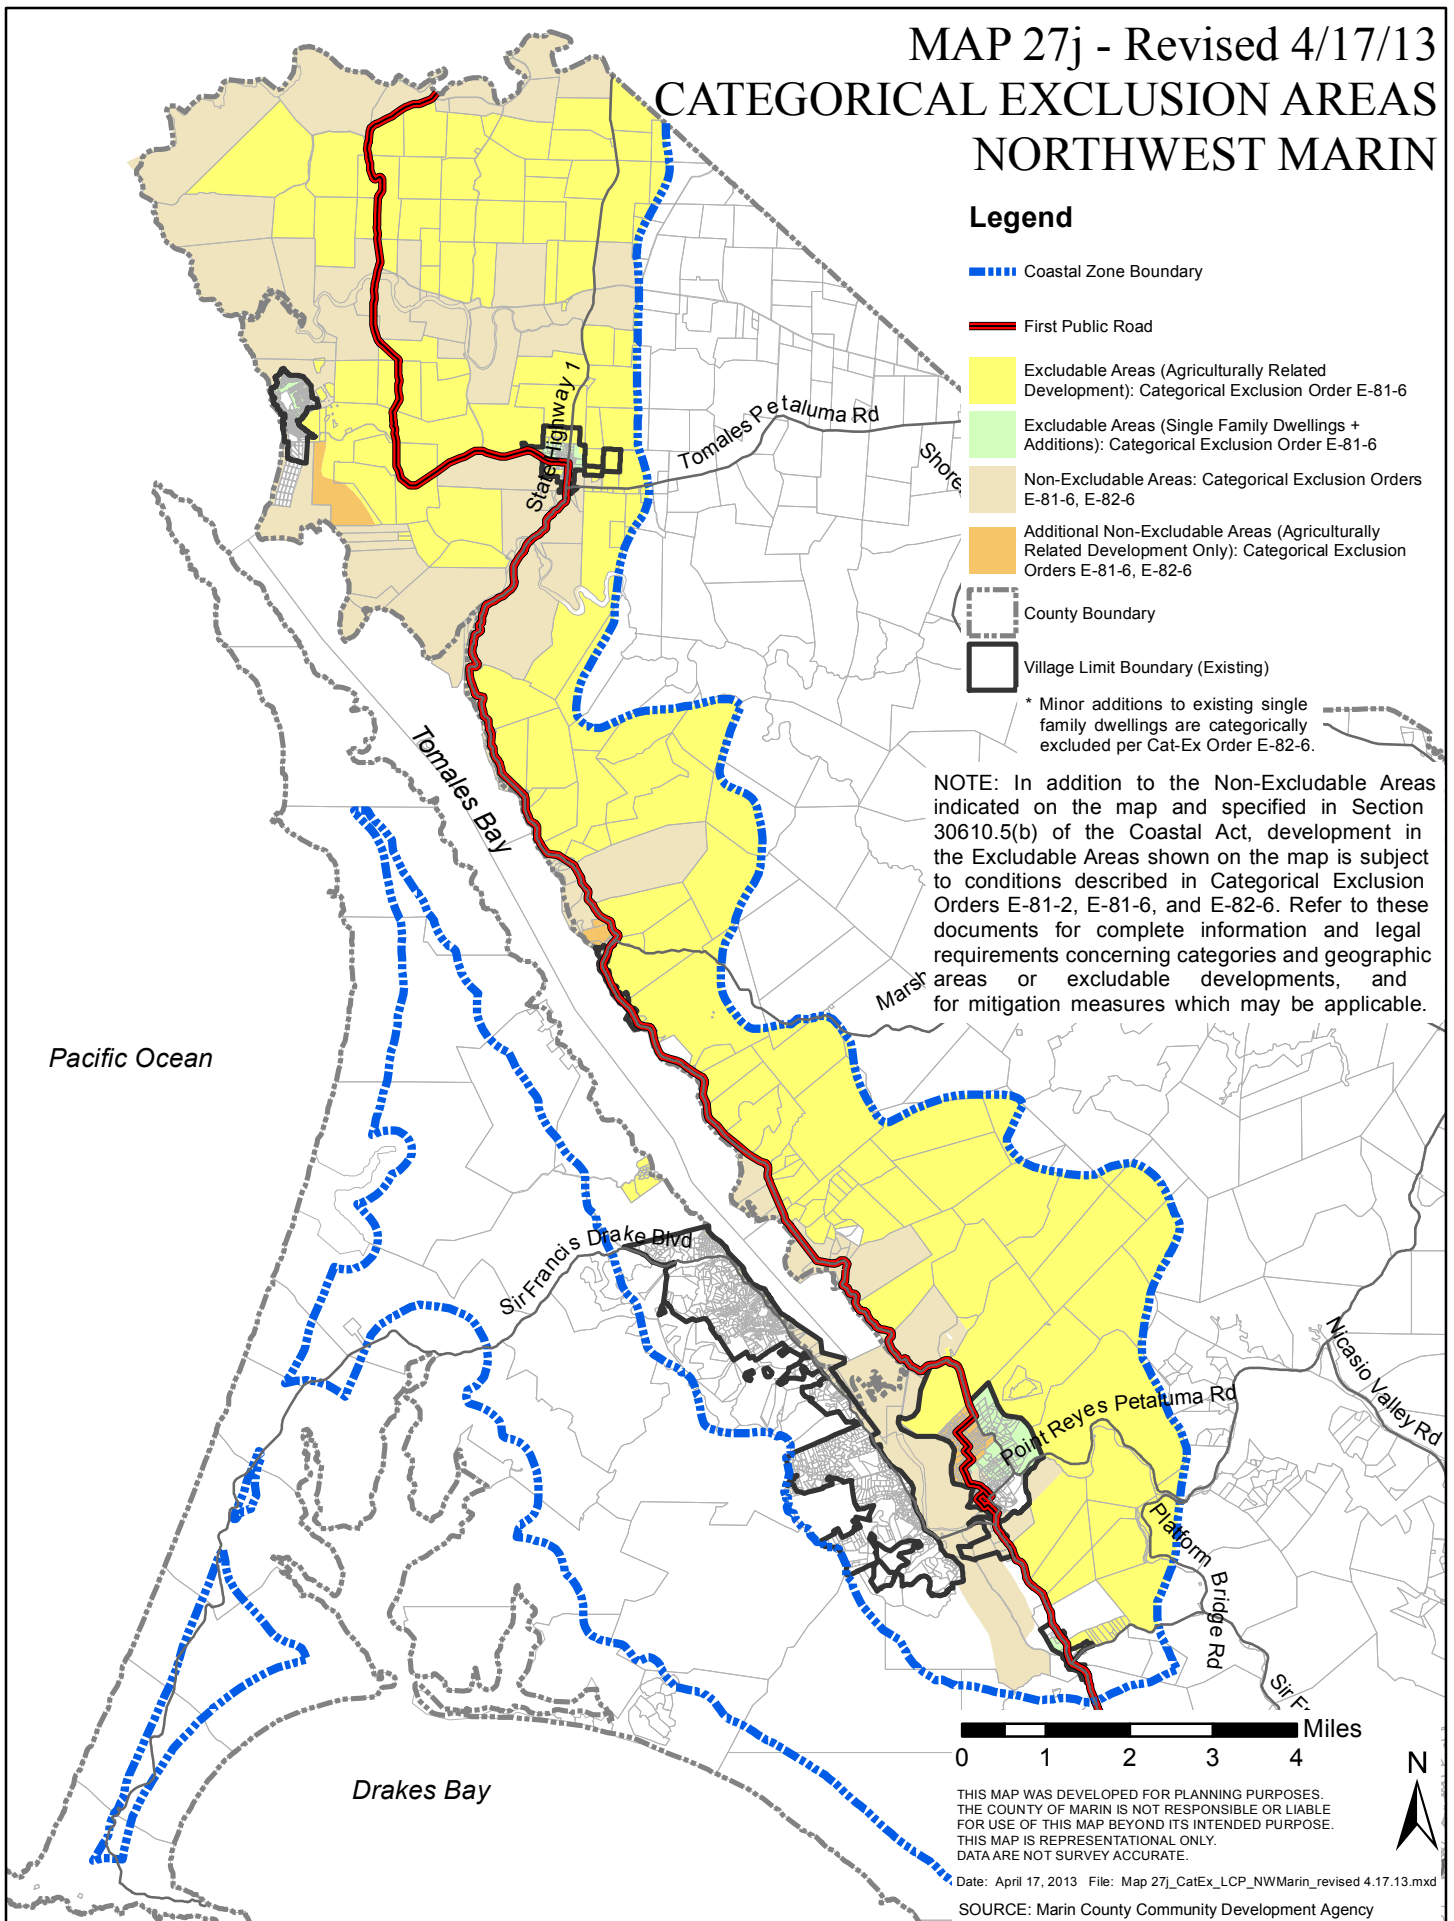 MAP 27j - Revised 4/17/13
CATEGORICAL EXCLUSION AREAS
NORTHWEST MARIN
Legend
Coastal Zone Boundary
First Public Road
Excludable Areas (Agriculturally Related
Development): Categorical Exclusion Order E-81-6
Excludable Areas (Single Family Dwellings +
Additions): Categorical Exclusion Order E-81-6
Non-Excludable Areas: Categorical Exclusion Orders
E-81-6, E-82-6
Additional Non-Excludable Areas (Agriculturally
Related Development Only): Categorical Exclusion
Orders E-81-6, E-82-6
County Boundary
Village Limit Boundary (Existing)
* Minor additions to existing single
family dwellings are categorically
excluded per Cat-Ex Order E-82-6.
NOTE: In addition to the Non-Excludable Areas
indicated on the map and specified in Section
30610.5(b) of the Coastal Act, development in
the Excludable Areas shown on the map is subject
to conditions described in Categorical Exclusion
Orders E-81-2, E-81-6, and E-82-6. Refer to these
documents for complete information and legal
requirements concerning categories and geographic
areas or excludable developments, and
for mitigation measures which may be applicable.
State Highway 1
Tomales Petaluma Rd
Shore
Tomales Bay
Marsh
Pacific Ocean
Sir Francis Drake Blvd
Nicasio Valley Rd
Point Reyes Petaluma Rd
Platform Bridge Rd
Sir Fr
Drakes Bay
Miles
0 1 2 3 4
N
THIS MAP WAS DEVELOPED FOR PLANNING PURPOSES.
THE COUNTY OF MARIN IS NOT RESPONSIBLE OR LIABLE
FOR USE OF THIS MAP BEYOND ITS INTENDED PURPOSE.
THIS MAP IS REPRESENTATIONAL ONLY.
DATA ARE NOT SURVEY ACCURATE.
Date: April 17, 2013 File: Map 27j_CatEx_LCP_NWMarin_revised 4.17.13.mxd
SOURCE: Marin County Community Development Agency